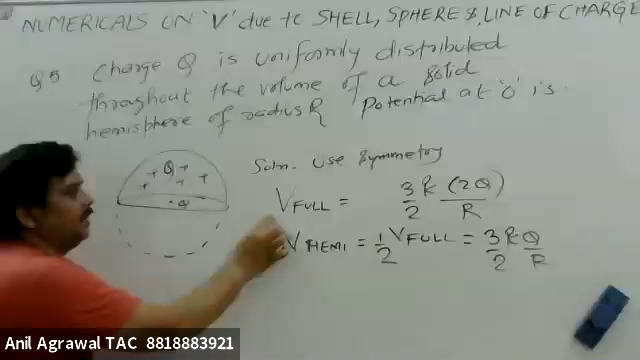 NUMERICALS ON 'V' due to SHELL, SPHERE & LINE OF CHARGE
Q5 Charge Q is uniformly distributed
throughout the volume of a solid
hemisphere of radius R Potential at 'O' is.
Soln. Use symmetry
V FULL = 3/2 k (2Q)/R
V HEMI = 1/2 V FULL = 3/2 k Q/R
+ Q +
+ + +
Anil Agrawal TAC 8818883921